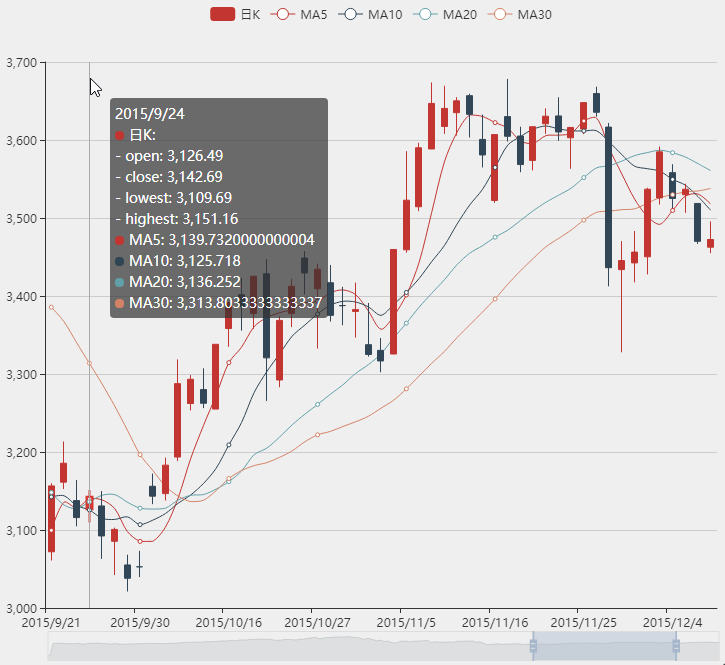 日K MA5 MA10 MA20 MA30
3,700
2015/9/24
日K:
- open: 3,126.49
3,600
- close: 3,142.69
- lowest: 3,109.69
- highest: 3,151.16
3,500
MA5: 3,139.7320000000004
MA10: 3,125.718
MA20: 3,136.252
3,400
MA30: 3,313.8033333333337
3,300
3,200
3,100
3,000
2015/9/21 2015/9/30 2015/10/16 2015/10/27 2015/11/5 2015/11/16 2015/11/25 2015/12/4